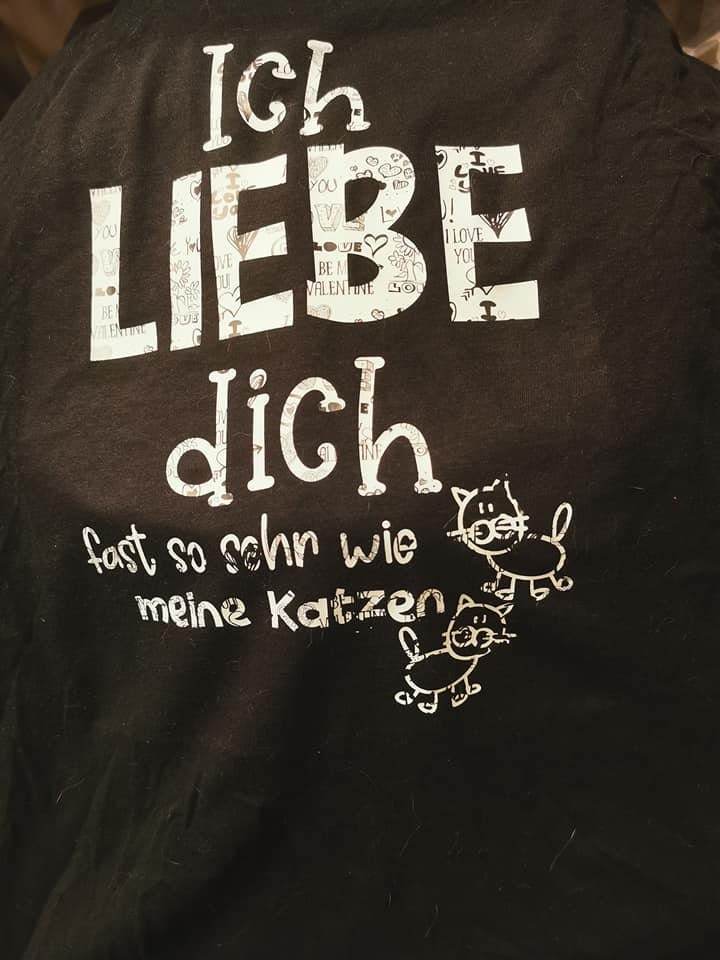 Ich
LIEBE
dich
fast so sehr wie
meine Katzen